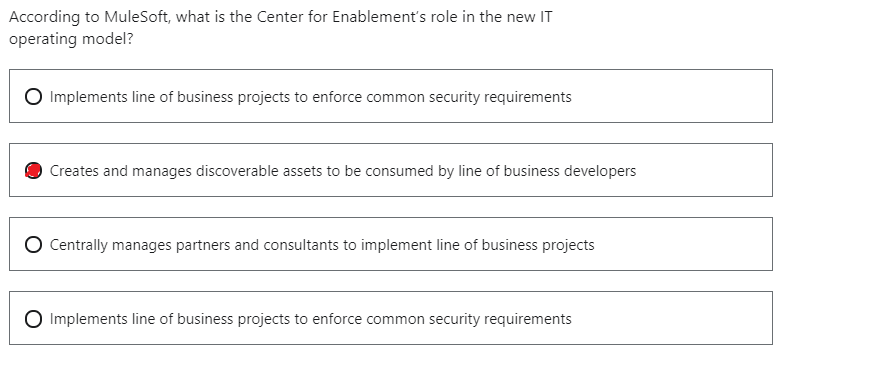 According to MuleSoft, what is the Center for Enablement's role in the new IT
operating model?
Implements line of business projects to enforce common security requirements
Creates and manages discoverable assets to be consumed by line of business developers
Centrally manages partners and consultants to implement line of business projects
Implements line of business projects to enforce common security requirements